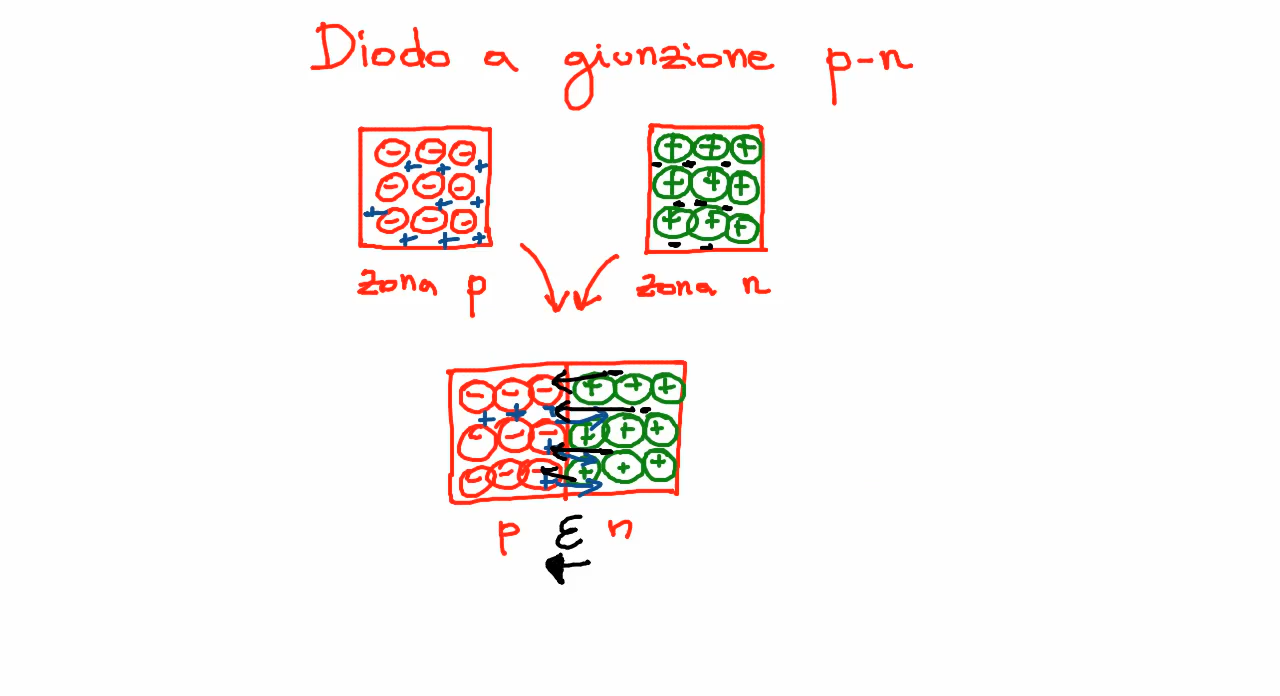 Diodo a giunzione p-n
- - - + + +
+ + + - - -
- - - + + +
+ + - - -
- - - + + +
+ + + + - -
zona p zona n
- - - + + +
+ + + -
- - - + + +
+
- - - + + +
+
p ε n